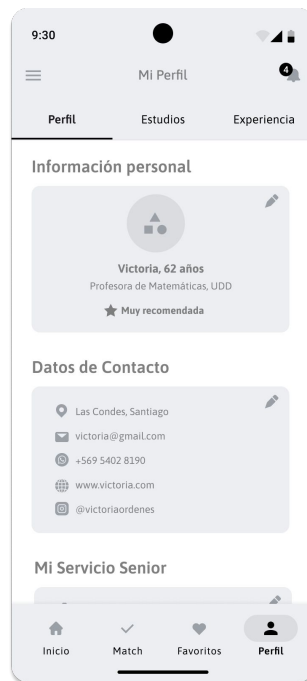 9:30
Mi Perfil
4
Perfil
Estudios
Experiencia
Información personal
Victoria, 62 años
Profesora de Matemáticas, UDD
Muy recomendada
Datos de Contacto
Las Condes, Santiago
victoria@gmail.com
+569 5402 8190
www.victoria.com
@victoriaordenes
Mi Servicio Senior
Inicio
Match
Favoritos
Perfil